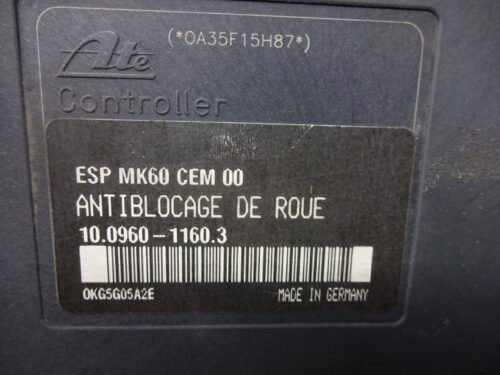 (*0A35F15H87*)
Ate
Controller
ESP MK60 CEM 00
ANTIBLOCAGE DE ROUE
10.0960-1160.3
0KG5G05A2E MADE IN GERMANY